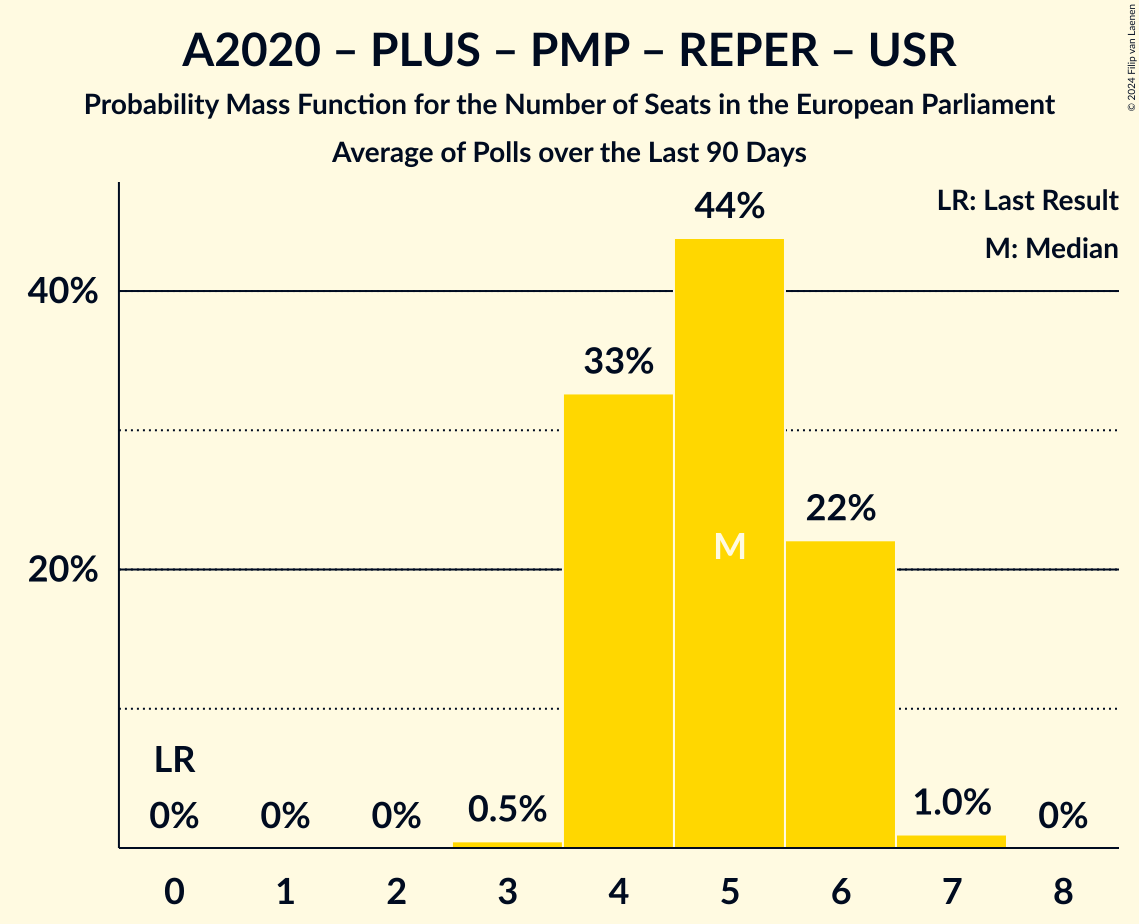 A2020 – PLUS – PMP – REPER – USR
Probability Mass Function for the Number of Seats in the European Parliament
Average of Polls over the Last 90 Days
© 2024 Filip van Laenen
LR: Last Result
M: Median
40%
20%
LR
0%
0%
0%
0.5%
33%
44%
M
22%
1.0%
0%
0 1 2 3 4 5 6 7 8